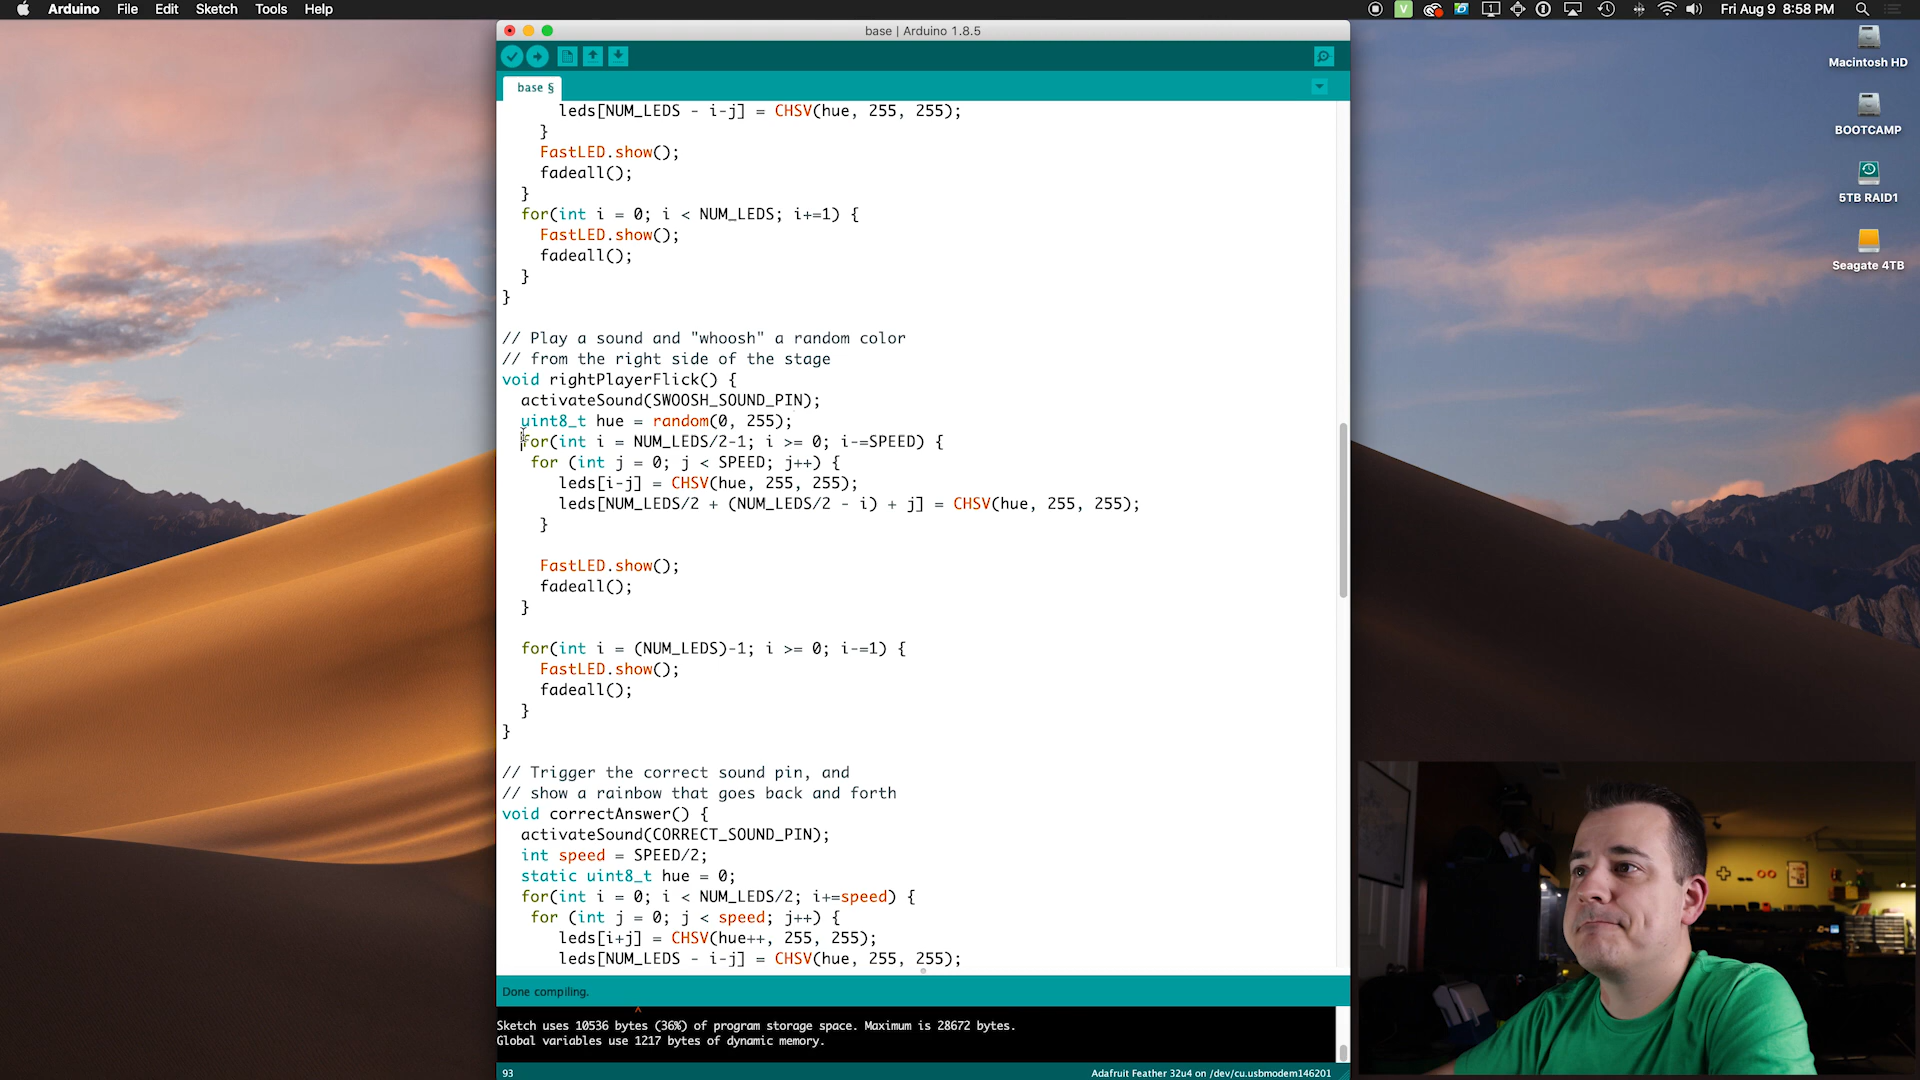 Arduino File Edit Sketch Tools Help
V 1 Fri Aug 9 8:58 PM
base | Arduino 1.8.5
base §
leds[NUM_LEDS - i-j] = CHSV(hue, 255, 255);
}
FastLED.show();
fadeall();
}
for(int i = 0; i < NUM_LEDS; i+=1) {
FastLED.show();
fadeall();
}
}
// Play a sound and "whoosh" a random color
// from the right side of the stage
void rightPlayerFlick() {
activateSound(SWOOSH_SOUND_PIN);
uint8_t hue = random(0, 255);
for(int i = NUM_LEDS/2-1; i >= 0; i-=SPEED) {
for (int j = 0; j < SPEED; j++) {
leds[i-j] = CHSV(hue, 255, 255);
leds[NUM_LEDS/2 + (NUM_LEDS/2 - i) + j] = CHSV(hue, 255, 255);
}
FastLED.show();
fadeall();
}
for(int i = (NUM_LEDS)-1; i >= 0; i-=1) {
FastLED.show();
fadeall();
}
}
// Trigger the correct sound pin, and
// show a rainbow that goes back and forth
void correctAnswer() {
activateSound(CORRECT_SOUND_PIN);
int speed = SPEED/2;
static uint8_t hue = 0;
for(int i = 0; i < NUM_LEDS/2; i+=speed) {
for (int j = 0; j < speed; j++) {
leds[i+j] = CHSV(hue++, 255, 255);
leds[NUM_LEDS - i-j] = CHSV(hue, 255, 255);
Done compiling.
^
Sketch uses 10536 bytes (36%) of program storage space. Maximum is 28672 bytes.
Global variables use 1217 bytes of dynamic memory.
93 Adafruit Feather 32u4 on /dev/cu.usbmodem146201
Macintosh HD
BOOTCAMP
5TB RAID1
Seagate 4TB